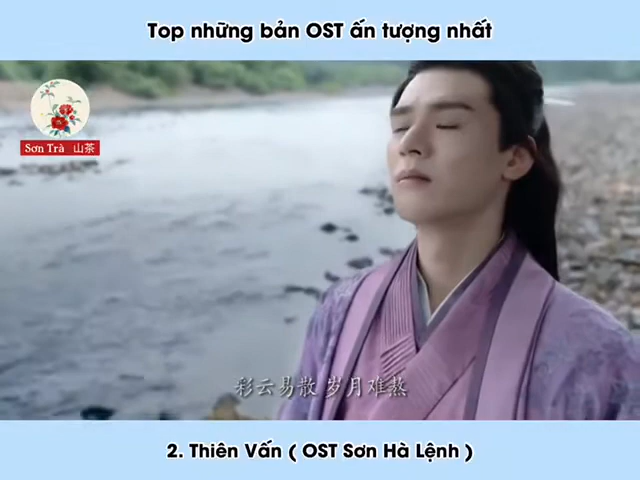 Top những bản OST ấn tượng nhất
Sơn Trà 山茶
彩云易散 岁月难熬
2. Thiên Vấn ( OST Sơn Hà Lệnh )